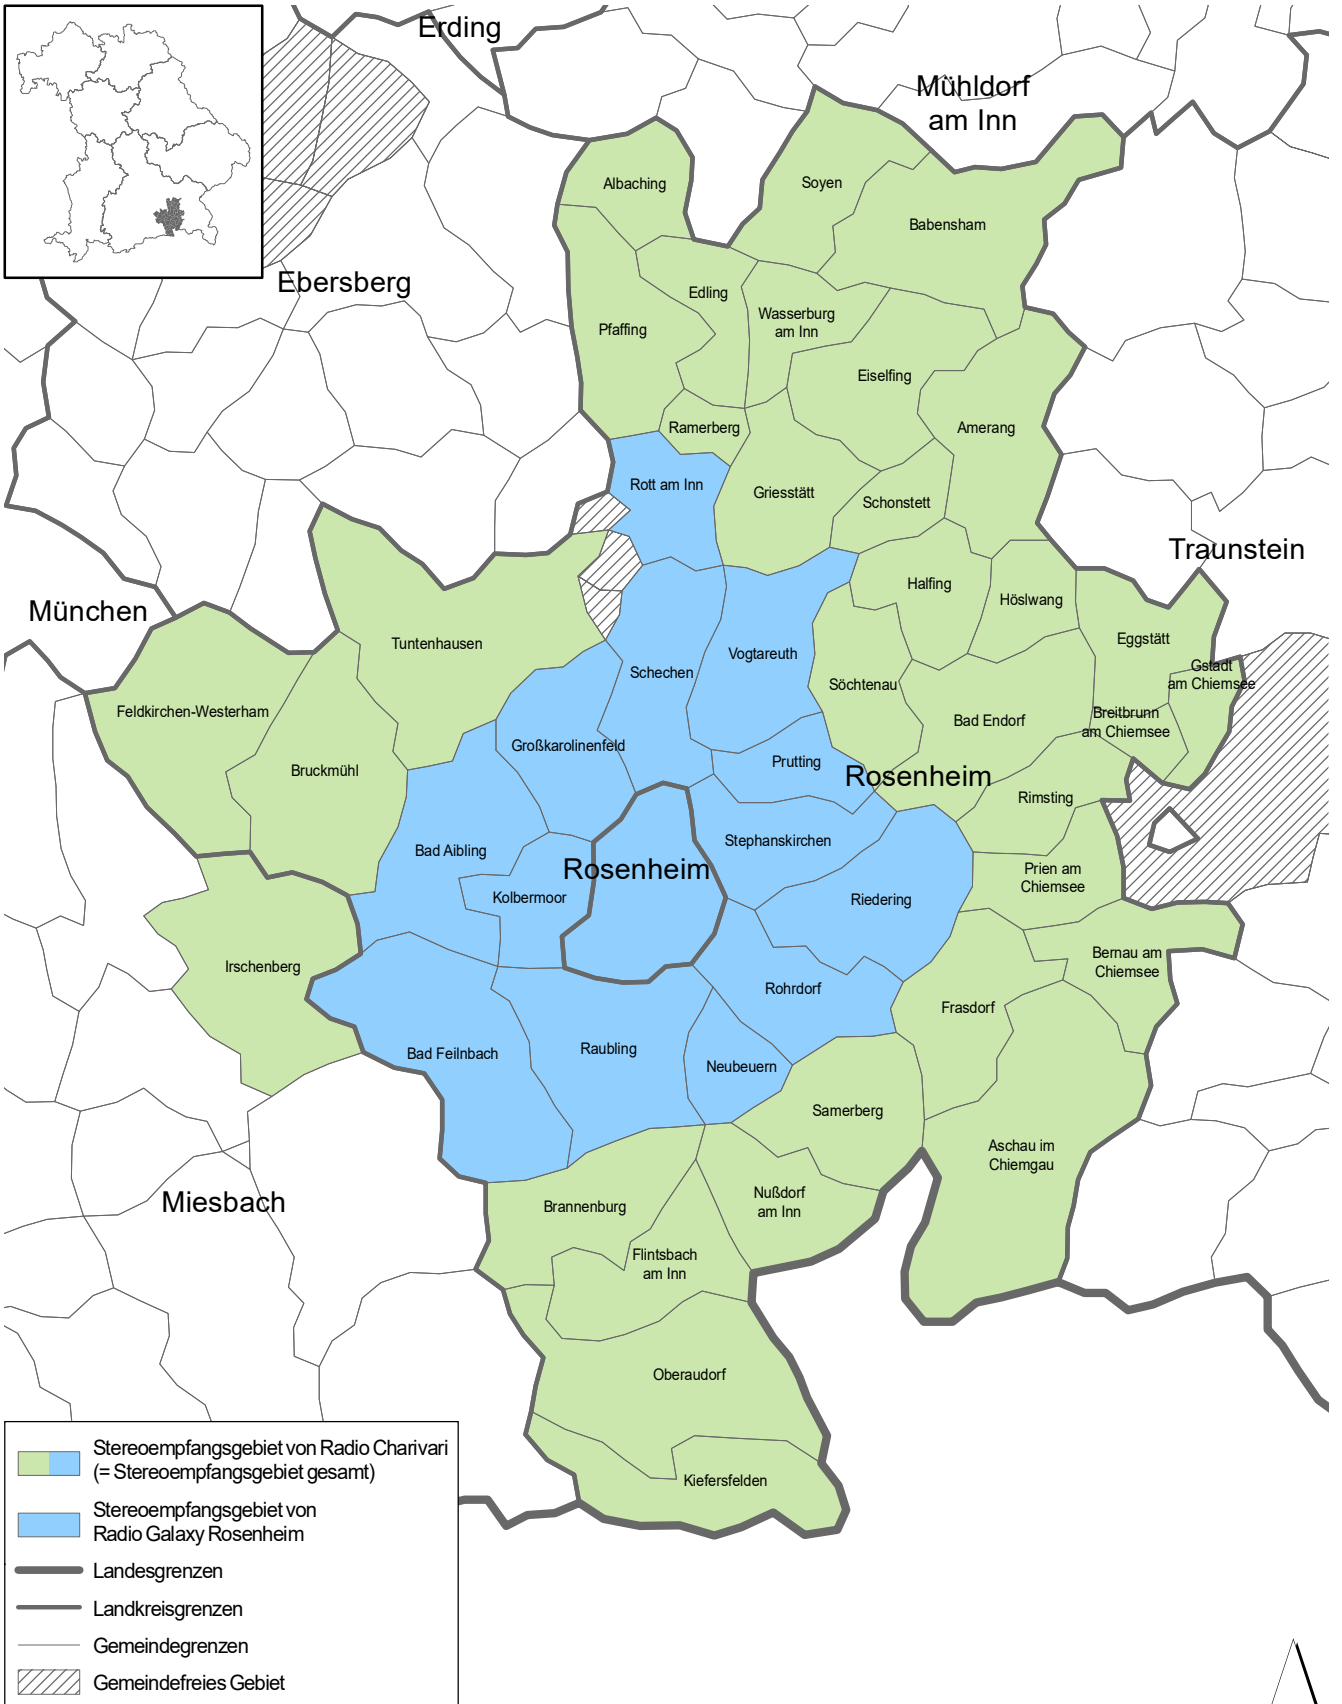 Erding
Mühldorf
am Inn
Albaching
Soyen
Babensham
Ebersberg
Edling
Wasserburg
am Inn
Pfaffing
Eiselfing
Ramerberg
Amerang
Rott am Inn
Griesstätt
Schonstett
Traunstein
Halfing
Höslwang
München
Tuntenhausen
Eggstätt
Vogtareuth
Schechen
Gstadt
am Chiemsee
Söchtenau
Feldkirchen-Westerham
Bad Endorf
Breitbrunn
am Chiemsee
Großkarolinenfeld
Prutting
Bruckmühl
Rosenheim
Rimsting
Stephanskirchen
Bad Aibling
Rosenheim
Prien am
Chiemsee
Kolbermoor
Riedering
Bernau am
Chiemsee
Irschenberg
Rohrdorf
Frasdorf
Bad Feilnbach
Raubling
Neubeuern
Samerberg
Aschau im
Chiemgau
Miesbach
Nußdorf
am Inn
Brannenburg
Flintsbach
am Inn
Oberaudorf
Kiefersfelden
Stereoempfangsgebiet von Radio Charivari
(= Stereoempfangsgebiet gesamt)
Stereoempfangsgebiet von
Radio Galaxy Rosenheim
Landesgrenzen
Landkreisgrenzen
Gemeindegrenzen
Gemeindefreies Gebiet